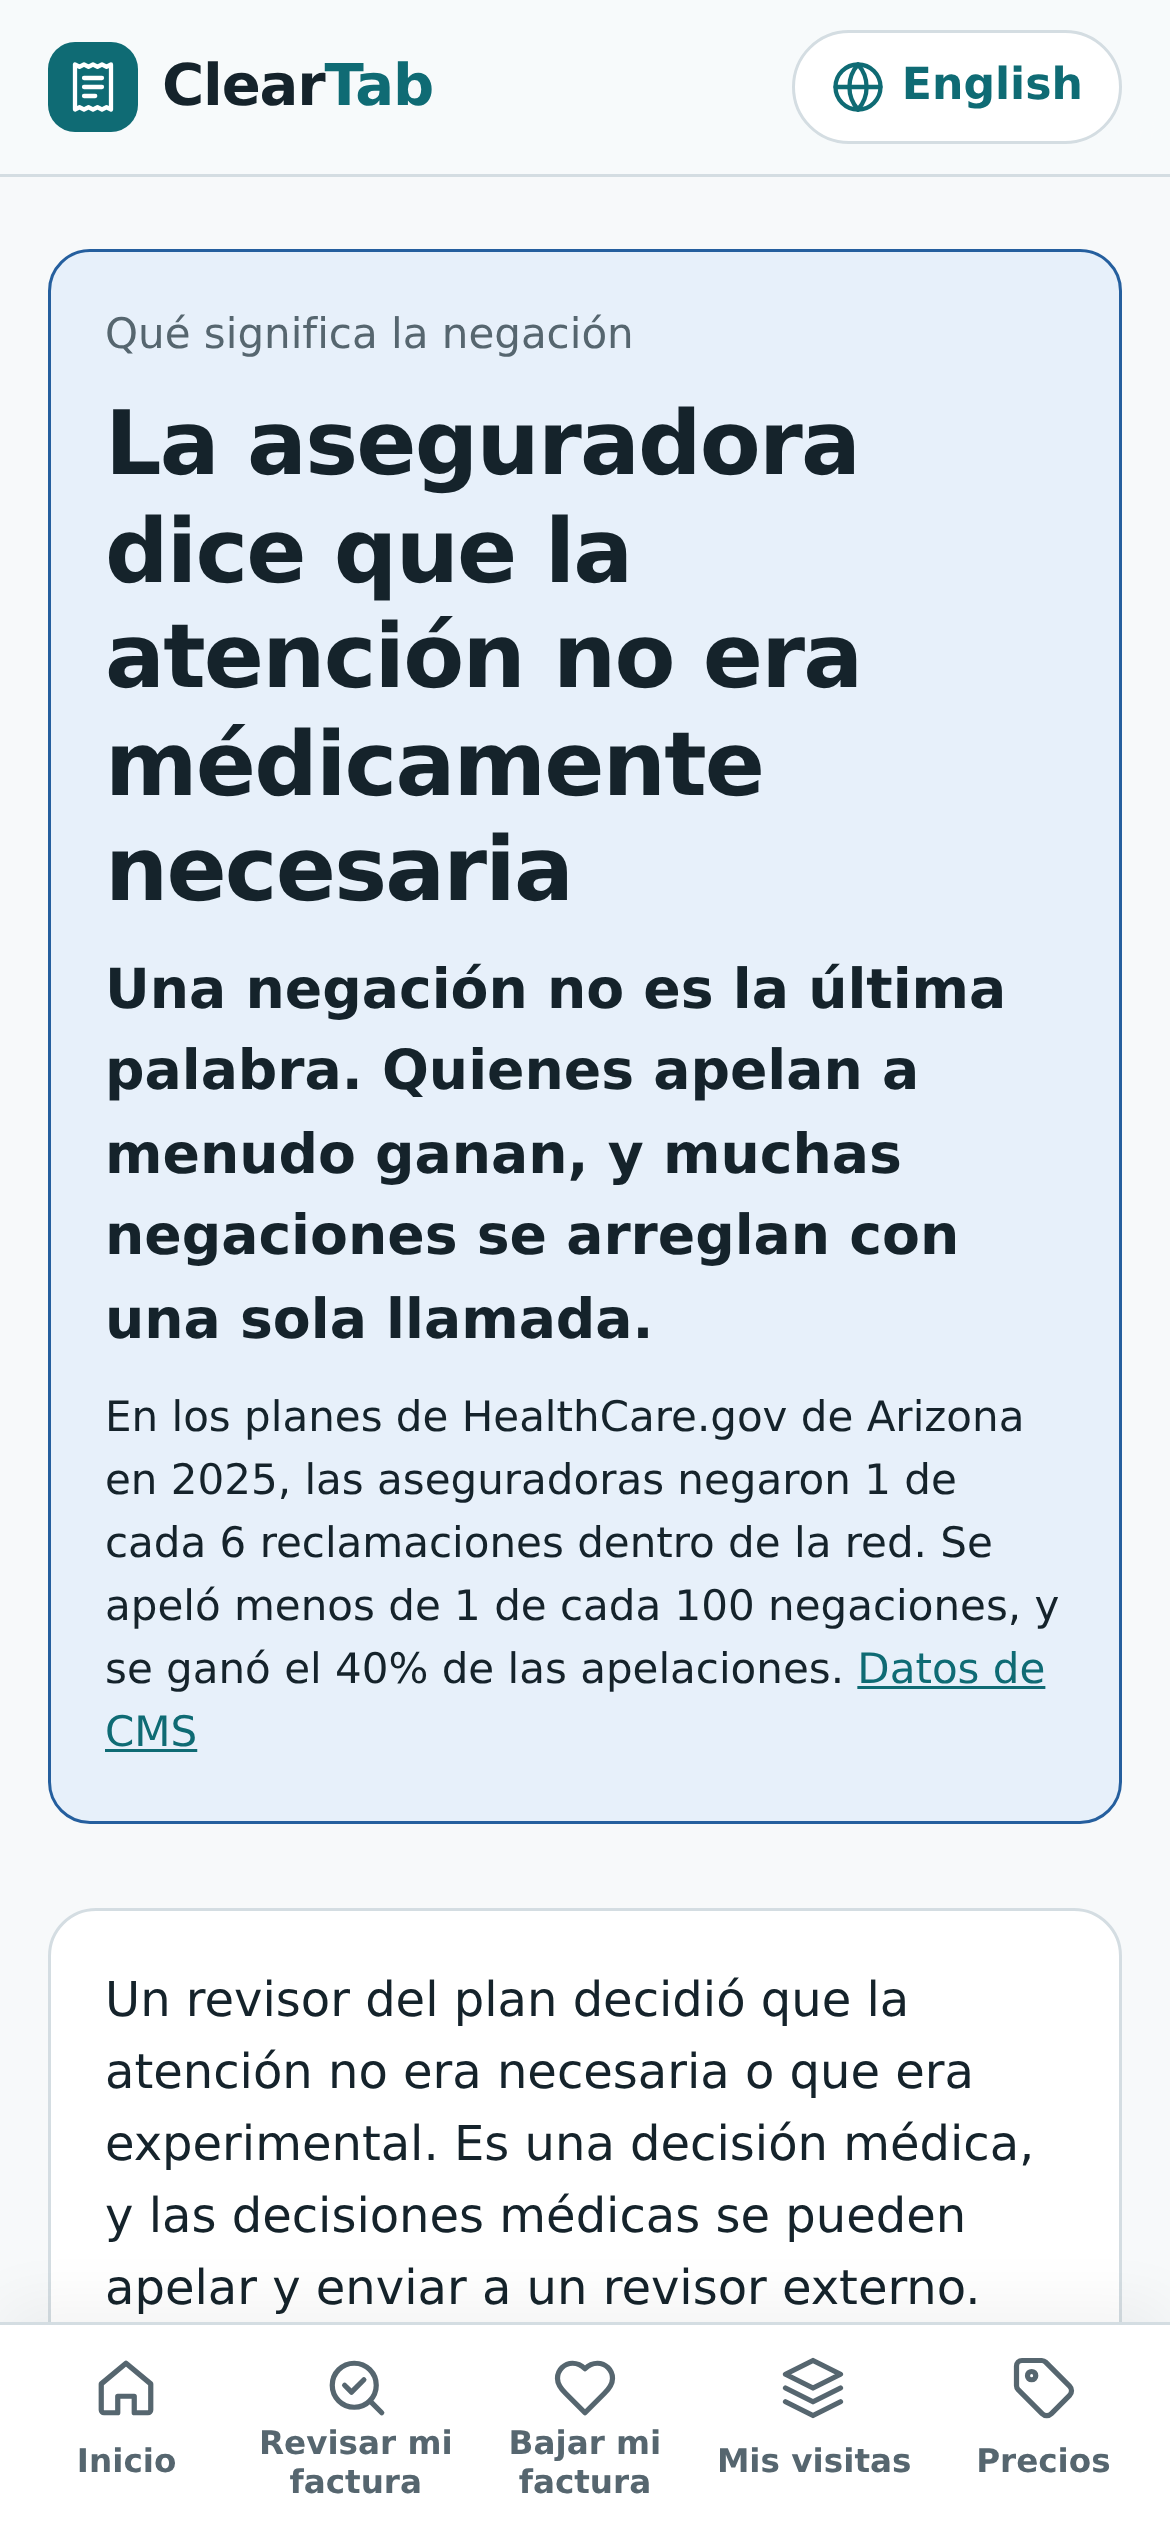 ClearTab
English
Qué significa la negación
La aseguradora
dice que la
atención no era
médicamente
necesaria
Una negación no es la última
palabra. Quienes apelan a
menudo ganan, y muchas
negaciones se arreglan con
una sola llamada.
En los planes de HealthCare.gov de Arizona
en 2025, las aseguradoras negaron 1 de
cada 6 reclamaciones dentro de la red. Se
apeló menos de 1 de cada 100 negaciones, y
se ganó el 40% de las apelaciones. Datos de
CMS
Un revisor del plan decidió que la
atención no era necesaria o que era
experimental. Es una decisión médica,
y las decisiones médicas se pueden
apelar y enviar a un revisor externo.
Inicio
Revisar mi
factura
Bajar mi
factura
Mis visitas
Precios